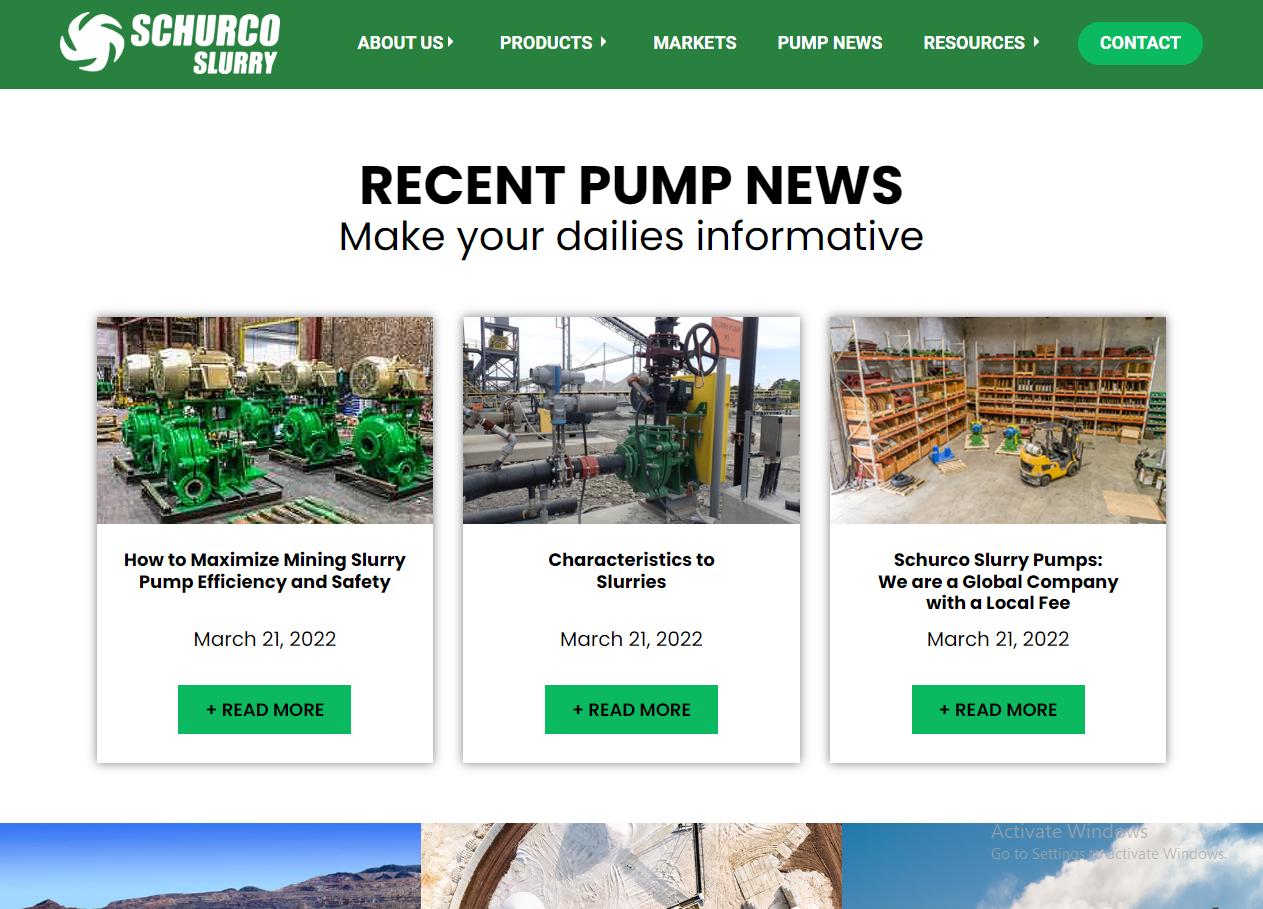 SCHURCO
SLURRY
ABOUT US
PRODUCTS
MARKETS
PUMP NEWS
RESOURCES
CONTACT
RECENT PUMP NEWS
Make your dailies informative
SLURRY PUMP
How to Maximize Mining Slurry
Pump Efficiency and Safety
March 21, 2022
+ READ MORE
Characteristics to
Slurries
March 21, 2022
+ READ MORE
Schurco Slurry Pumps:
We are a Global Company
with a Local Fee
March 21, 2022
+ READ MORE
Activate Windows
Go to Settings to activate Windows.